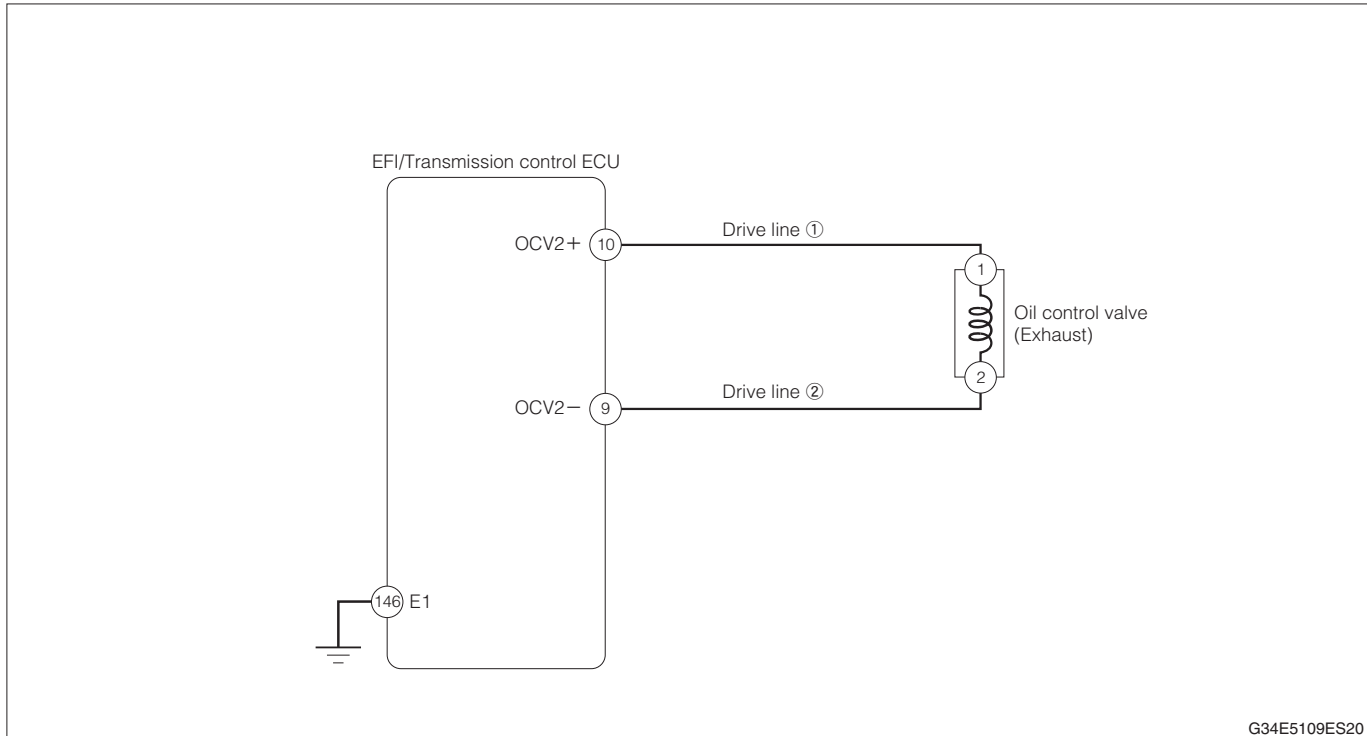 EFI/Transmission control ECU
OCV2+ 10 Drive line ①
1
Oil control valve
(Exhaust)
2
OCV2− 9 Drive line ②
146 E1
G34E5109ES20